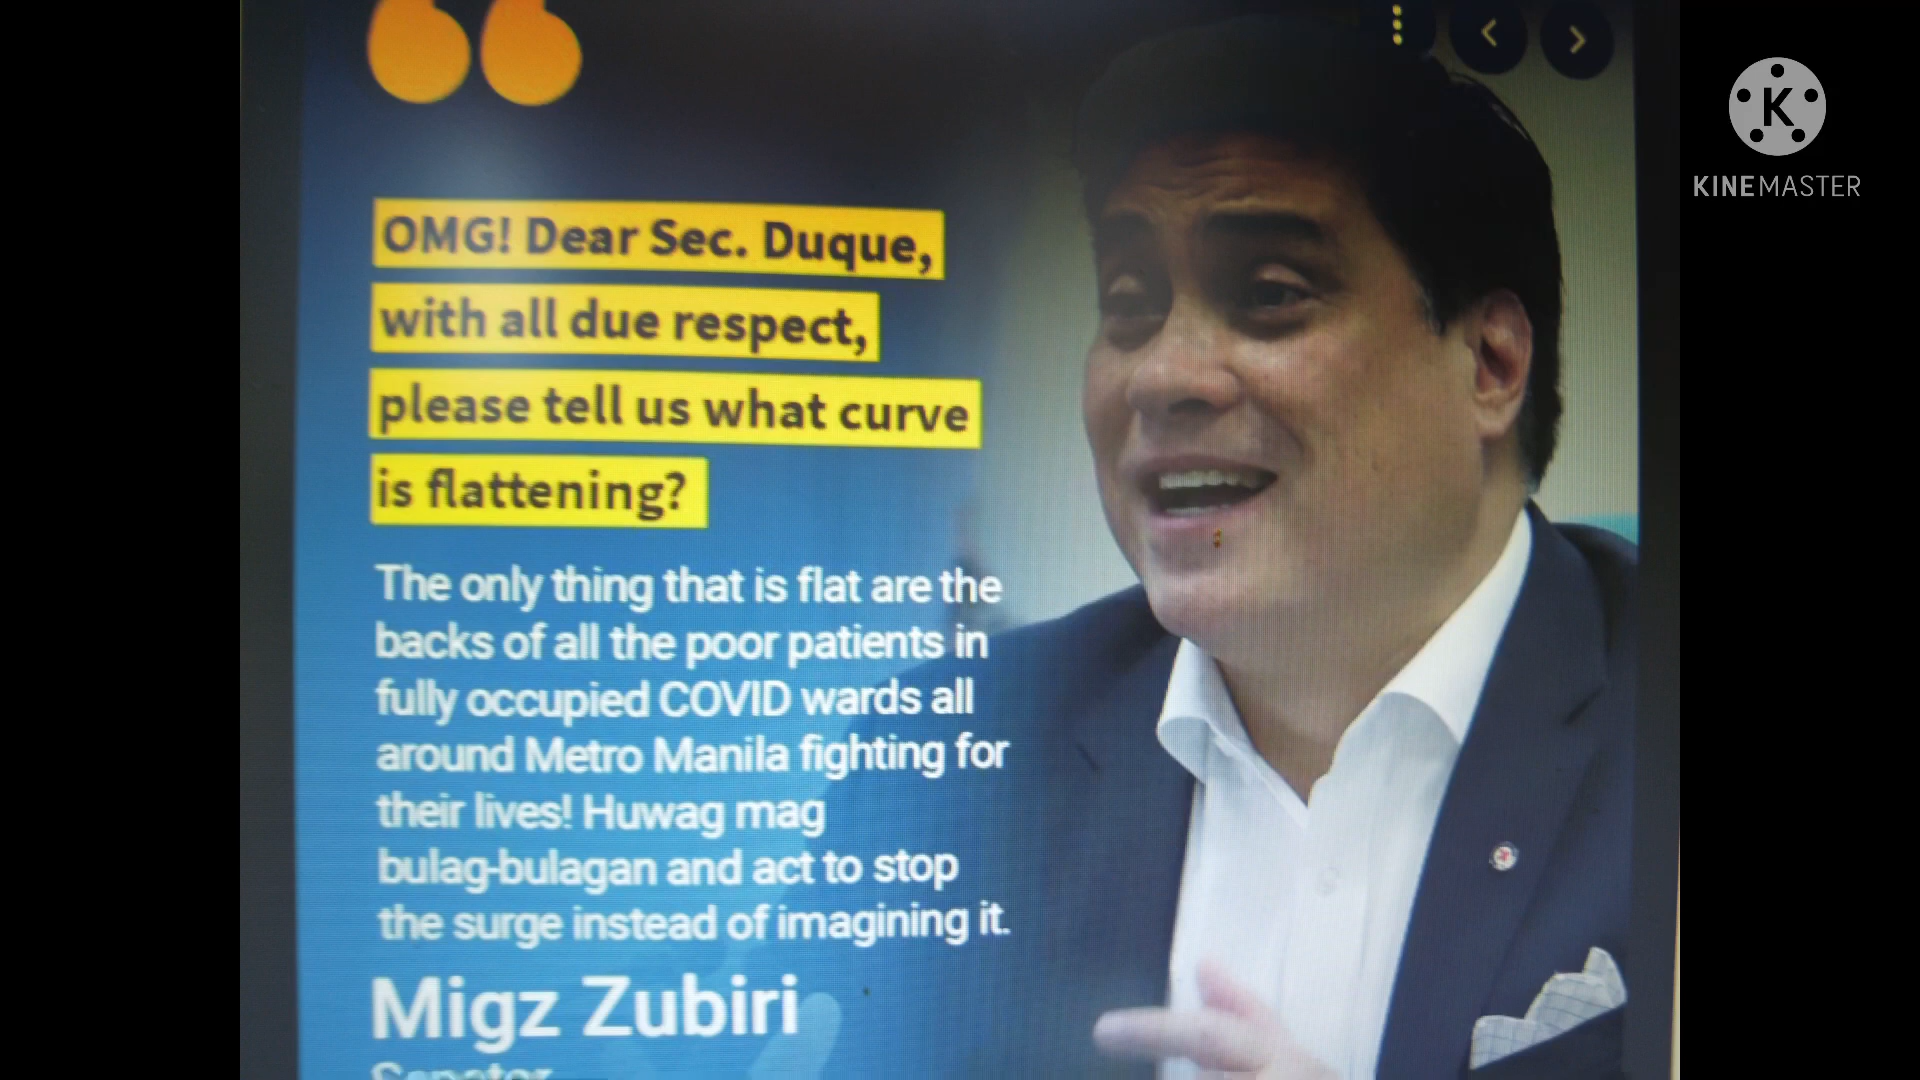 OMG! Dear Sec. Duque,
with all due respect,
please tell us what curve
is flattening?
The only thing that is flat are the
backs of all the poor patients in
fully occupied COVID wards all
around Metro Manila fighting for
their lives! Huwag mag
bulag-bulagan and act to stop
the surge instead of imagining it.
Migz Zubiri
Senator
K
KINEMASTER